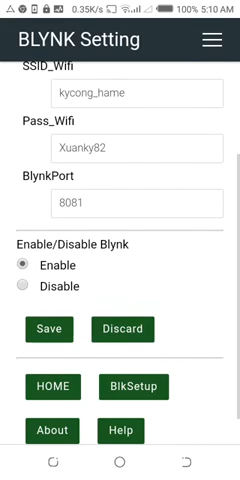 0.35K/s 100% 5:10 AM
BLYNK Setting
SSID_Wifi
kycong_hame
Pass_Wifi
Xuanky82
BlynkPort
8081
Enable/Disable Blynk
Enable
Disable
Save Discard
HOME BlkSetup
About Help